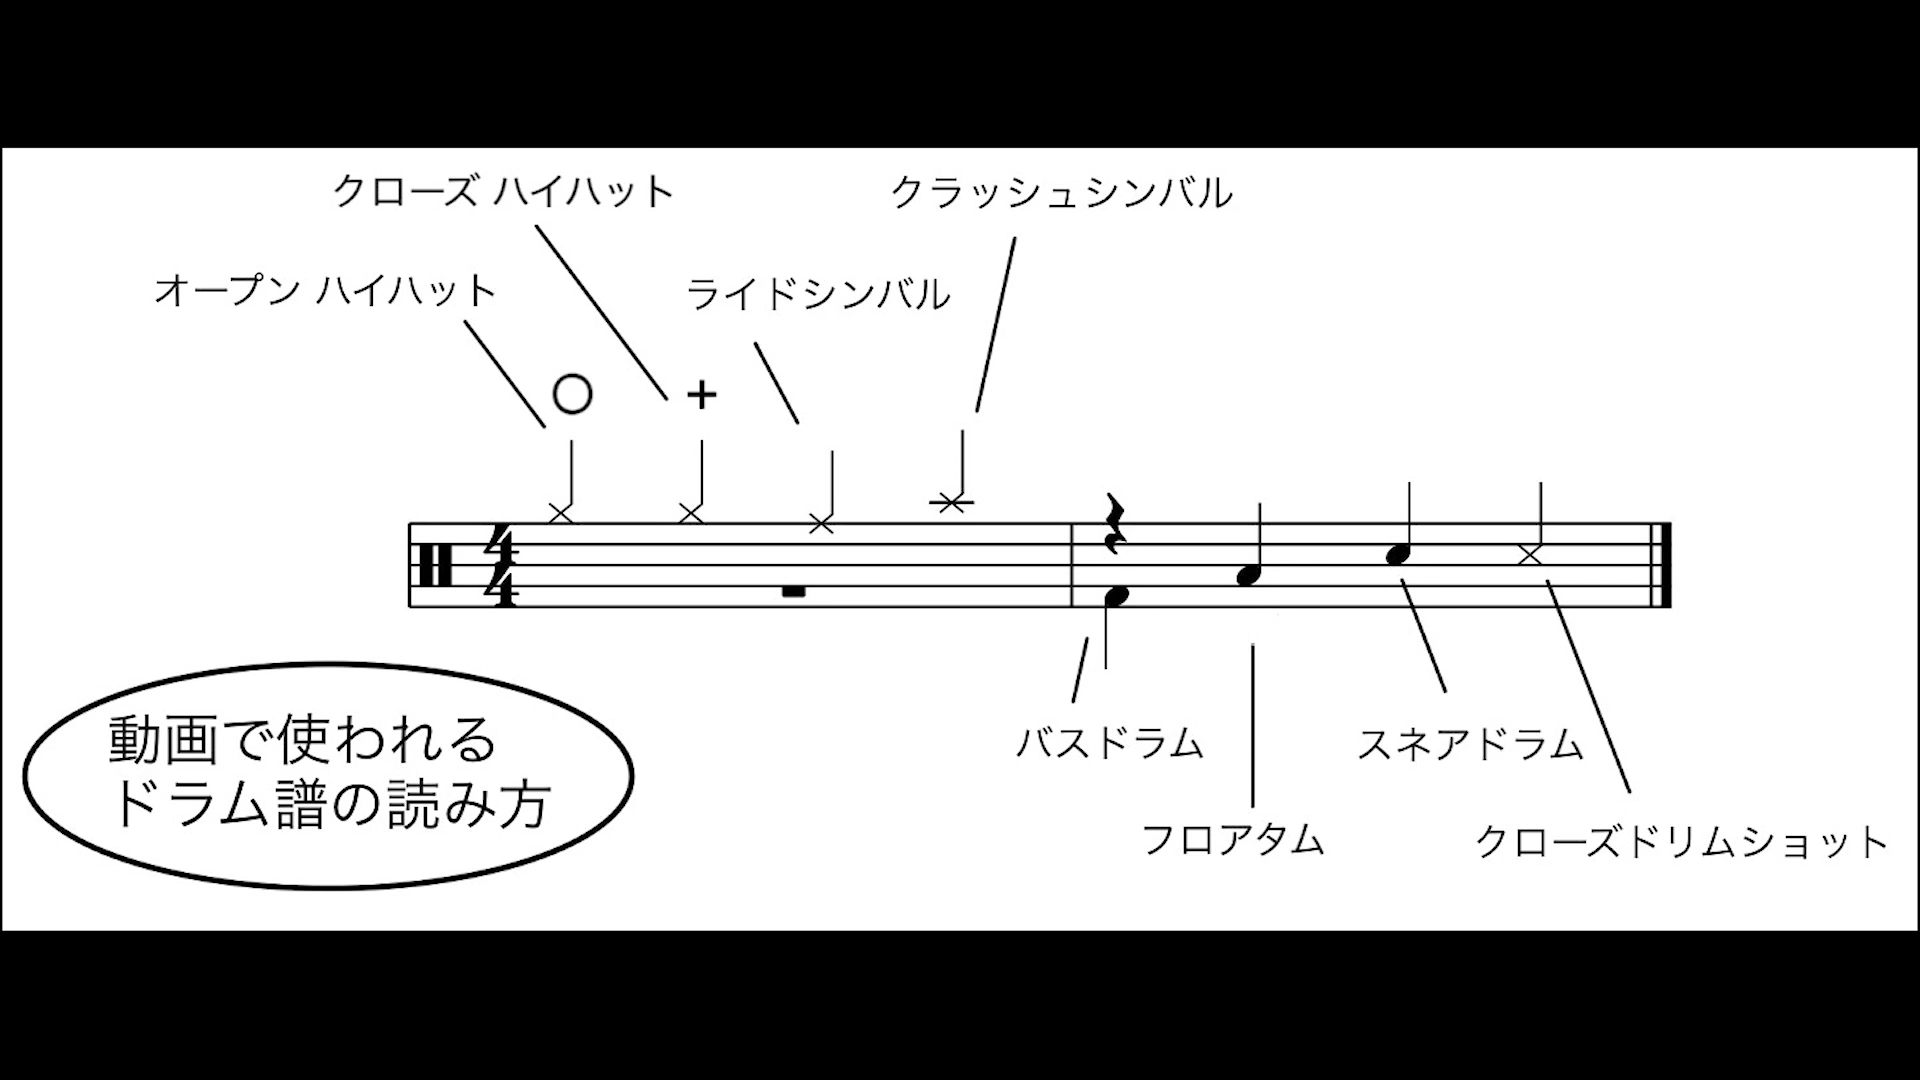 クローズ ハイハット
クラッシュシンバル
オープン ハイハット
ライドシンバル
○
+
4
4
動画で使われる
ドラム譜の読み方
バスドラム
スネアドラム
フロアタム
クローズドリムショット